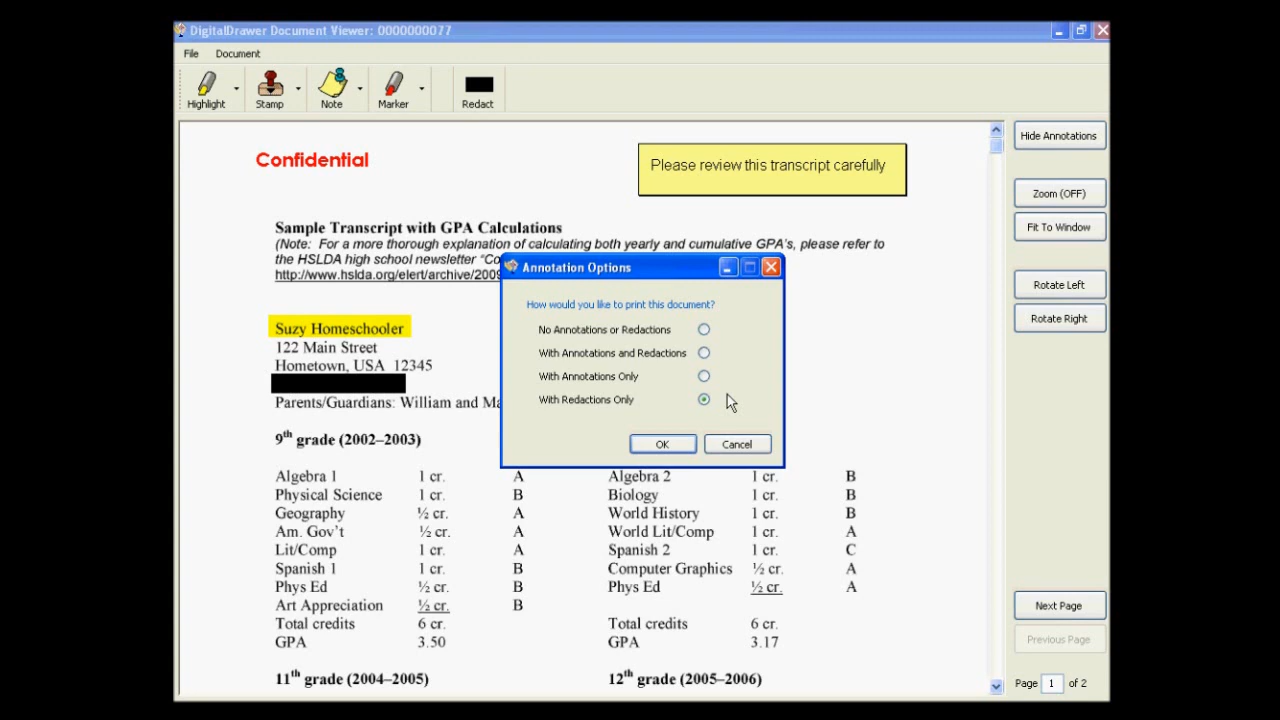 DigitalDrawer Document Viewer: 0000000077
File Document
Highlight Stamp Note Marker Redact
Hide Annotations
Zoom (OFF)
Fit To Window
Rotate Left
Rotate Right
Next Page
Previous Page
Page 1 of 2
Confidential
Please review this transcript carefully
Sample Transcript with GPA Calculations
(Note: For a more thorough explanation of calculating both yearly and cumulative GPA's, please refer to
the HSLDA high school newsletter
http://www.hslda.org/elert/archive/2009
Suzy Homeschooler
122 Main Street
Hometown, USA 12345
Parents/Guardians: William and
Annotation Options
How would you like to print this document?
No Annotations or Redactions
With Annotations and Redactions
With Annotations Only
With Redactions Only
OK Cancel
9th grade (2002–2003)
Algebra 1 1 cr. A Algebra 2 1 cr. B
Physical Science 1 cr. B Biology 1 cr. B
Geography ½ cr. A World History 1 cr. B
Am. Gov't ½ cr. A World Lit/Comp 1 cr. A
Lit/Comp 1 cr. A Spanish 2 1 cr. C
Spanish 1 1 cr. B Computer Graphics ½ cr. A
Phys Ed ½ cr. B Phys Ed ½ cr. A
Art Appreciation ½ cr. B
Total credits 6 cr. Total credits 6 cr.
GPA 3.50 GPA 3.17
11th grade (2004–2005) 12th grade (2005–2006)